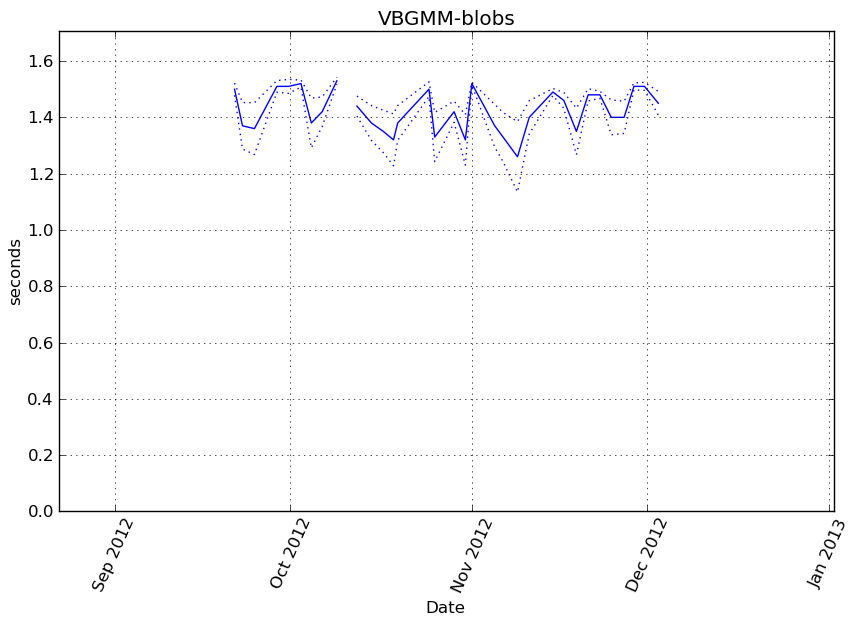 VBGMM-blobs
1.6
1.4
1.2
1.0
0.8
0.6
0.4
0.2
0.0
seconds
Sep 2012
Oct 2012
Nov 2012
Dec 2012
Jan 2013
Date